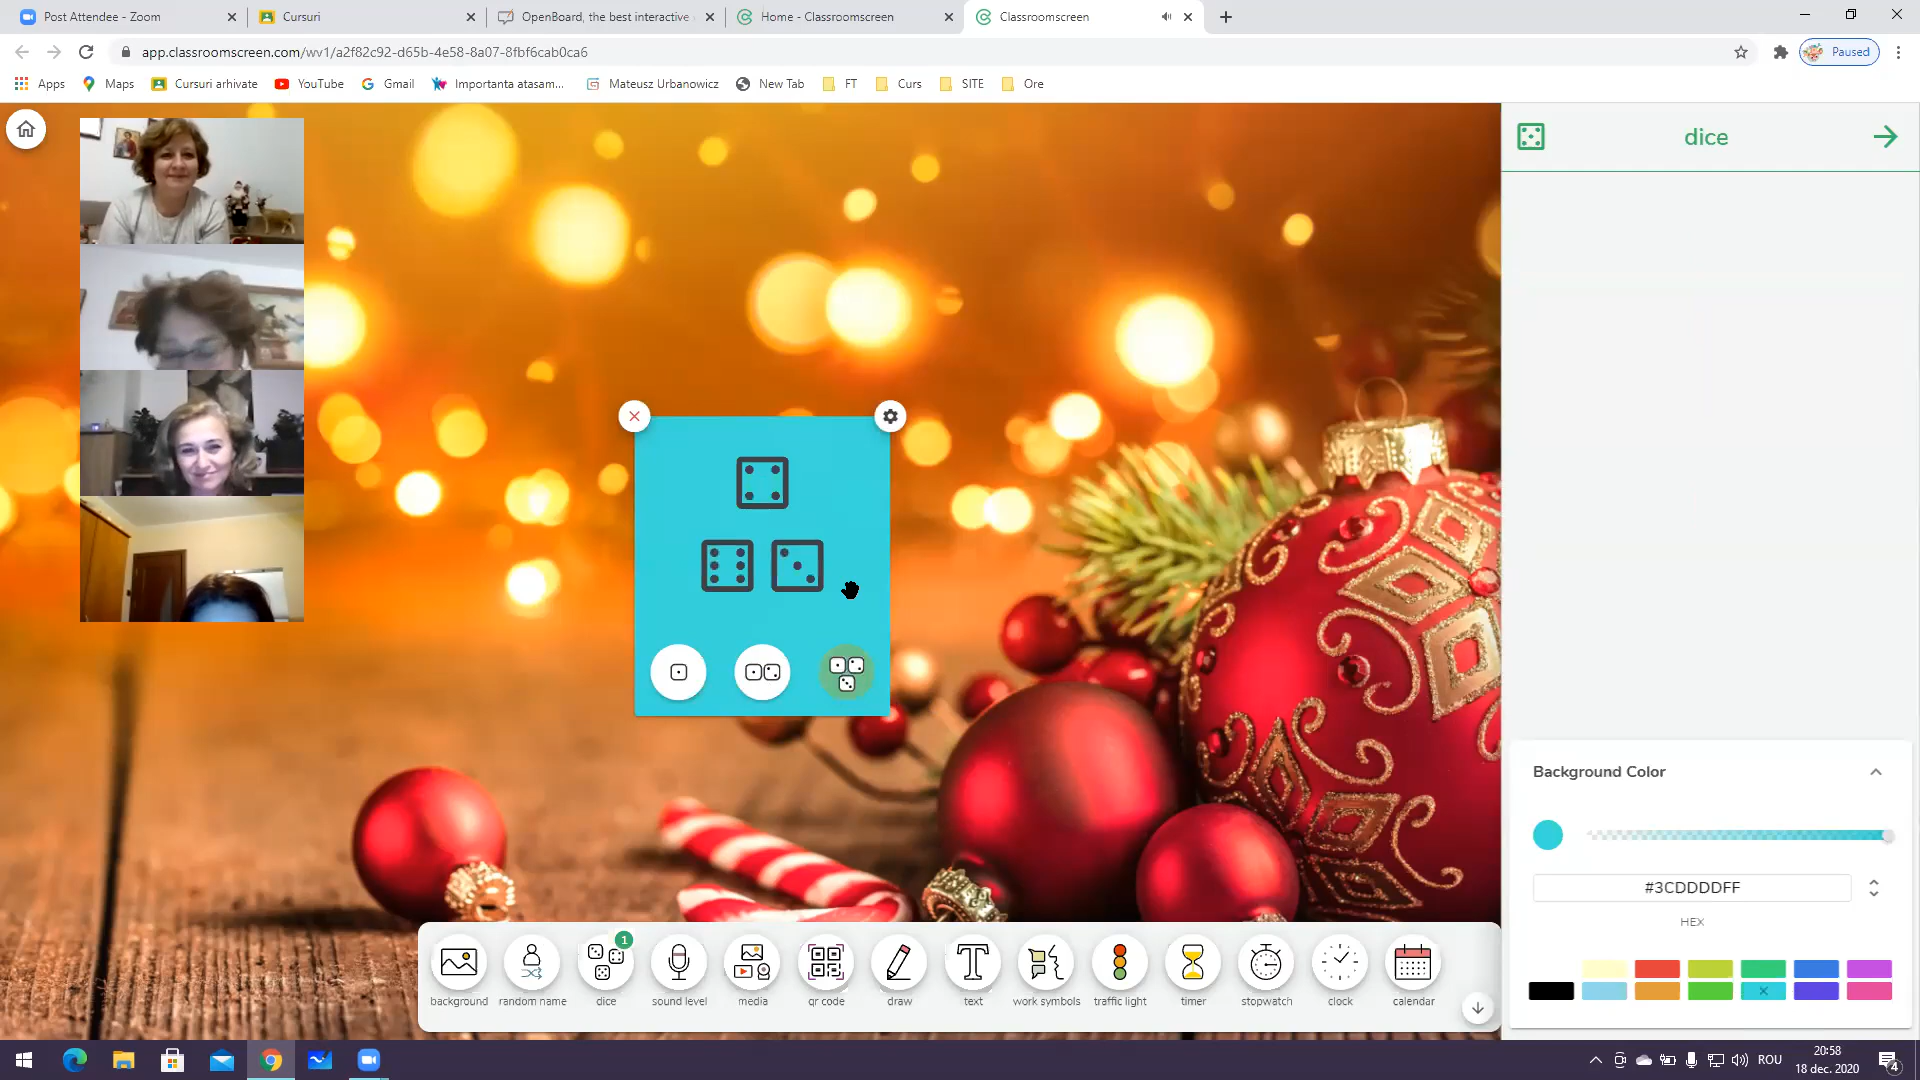 Post Attendee - Zoom
Cursuri
OpenBoard, the best interactive
Home - Classroomscreen
Classroomscreen
app.classroomscreen.com/wv1/a2f82c92-d65b-4e58-8a07-8fbf6cab0ca6
Paused
Apps
Maps
Cursuri arhivate
YouTube
Gmail
Importanta atasam...
Mateusz Urbanowicz
New Tab
FT
Curs
SITE
Ore
dice
Background Color
#3CDDDDFF
HEX
1
background
random name
dice
sound level
media
qr code
draw
text
work symbols
traffic light
timer
stopwatch
clock
calendar
ROU
20:58
18 dec. 2020
4